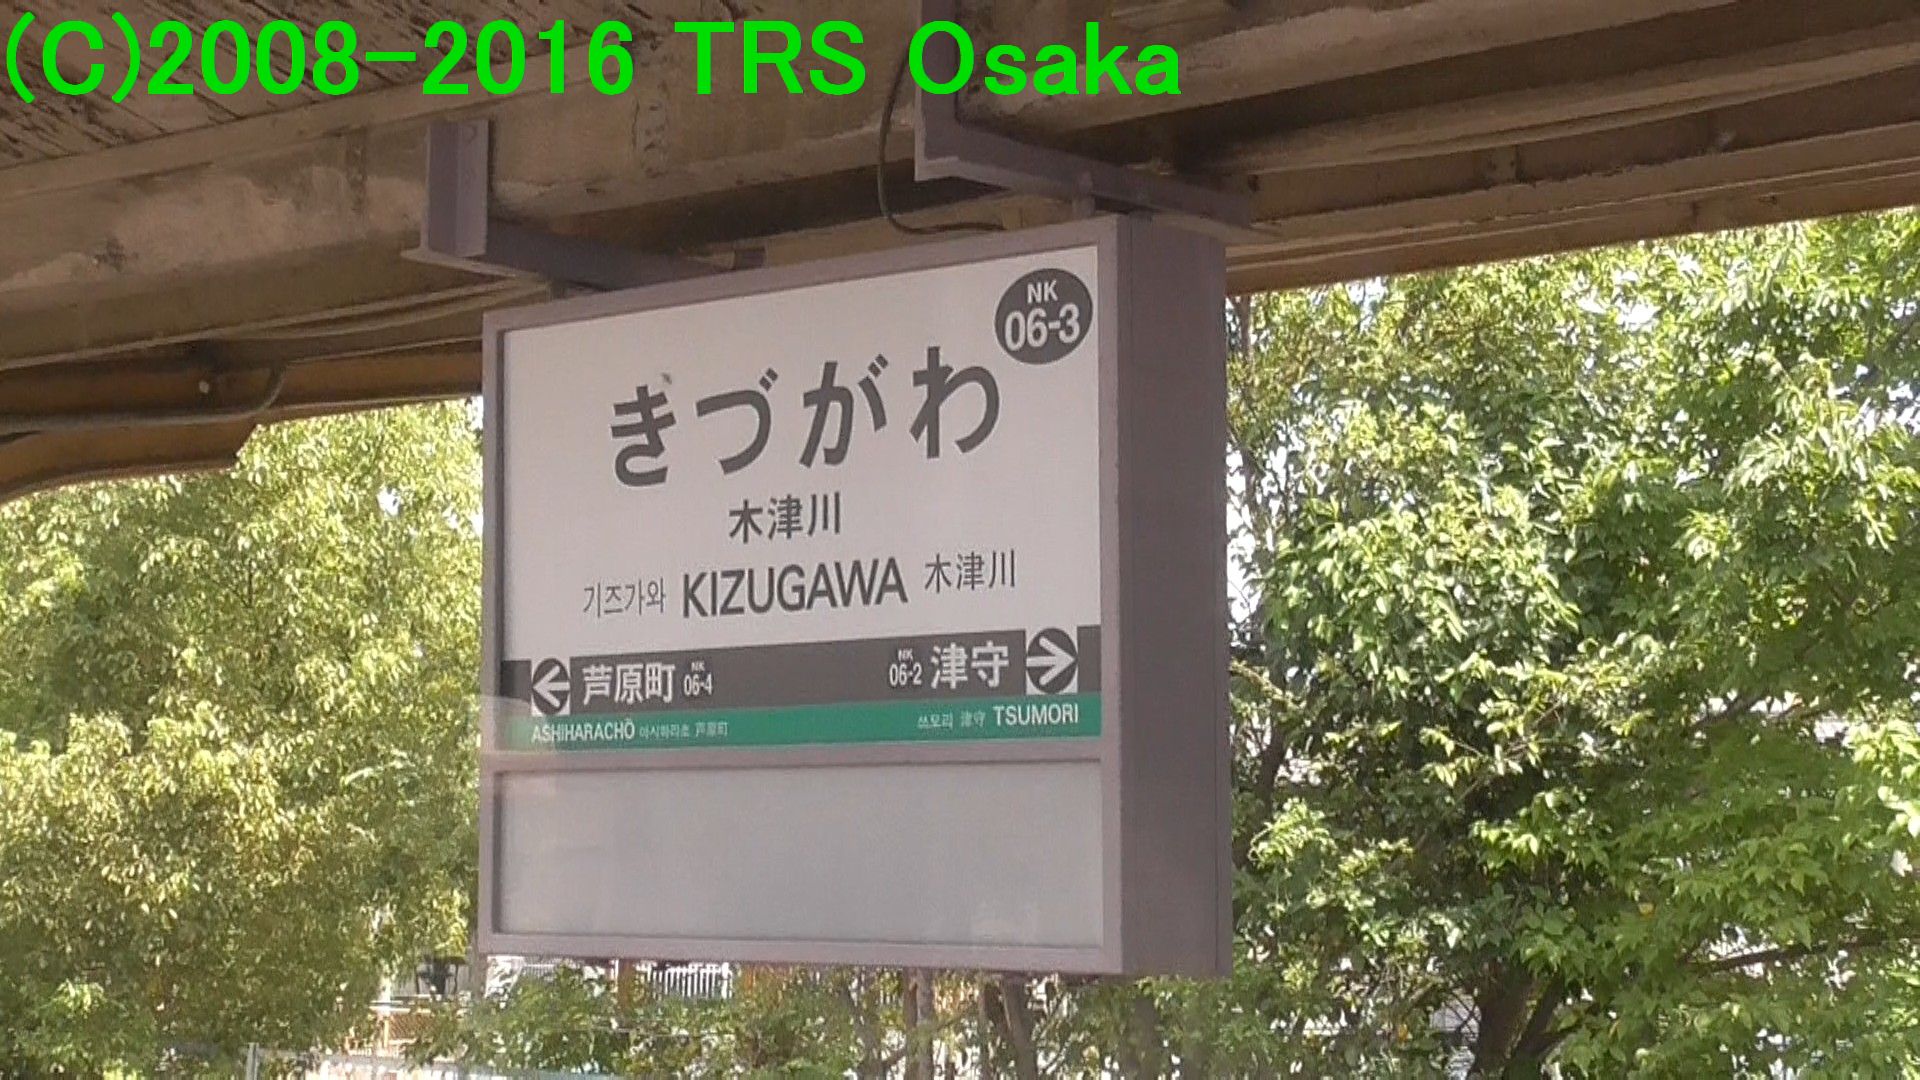 (C)2008-2016 TRS Osaka
NK
06-3
きづがわ
木津川
기즈가와 KIZUGAWA 木津川
芦原町 NK 06-4 NK 06-2 津守
ASHIHARACHŌ 아시하라초 芦原町 쓰모리 津守 TSUMORI